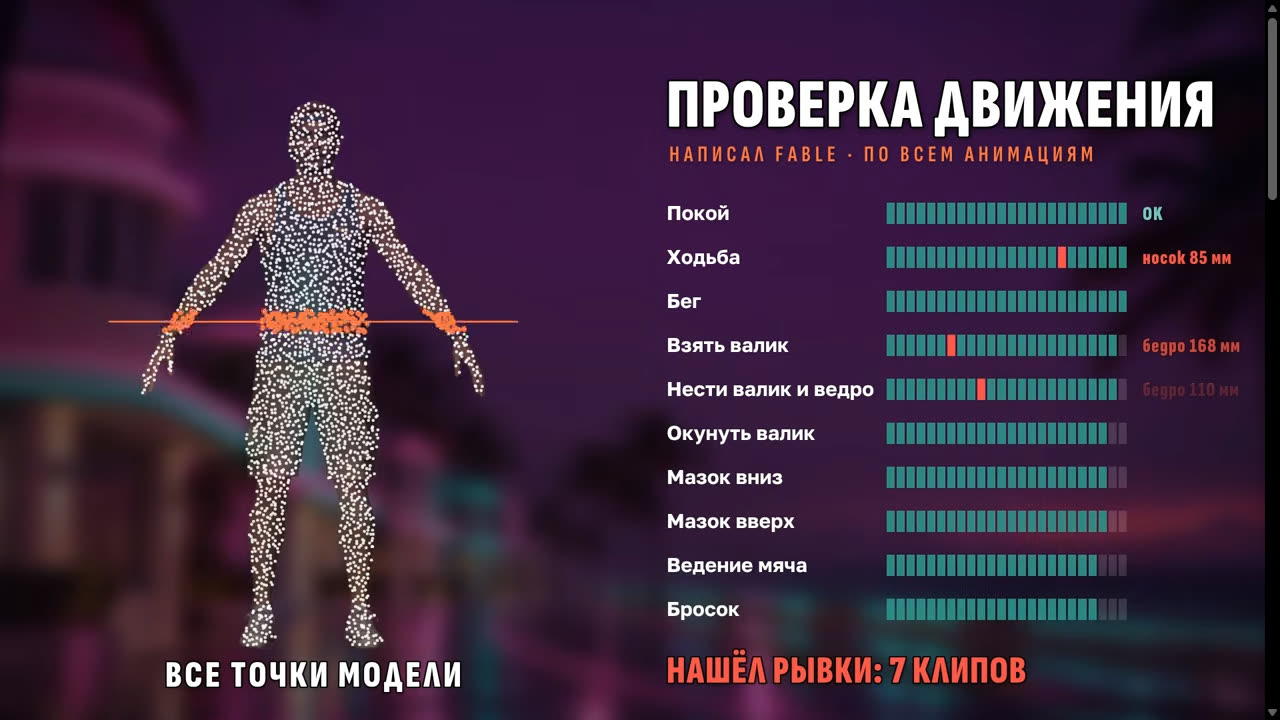 ПРОВЕРКА ДВИЖЕНИЯ
НАПИСАЛ FABLE · ПО ВСЕМ АНИМАЦИЯМ
Покой OK
Ходьба носок 85 мм
Бег
Взять валик бедро 168 мм
Нести валик и ведро бедро 110 мм
Окунуть валик
Мазок вниз
Мазок вверх
Ведение мяча
Бросок
ВСЕ ТОЧКИ МОДЕЛИ
НАШЁЛ РЫВКИ: 7 КЛИПОВ